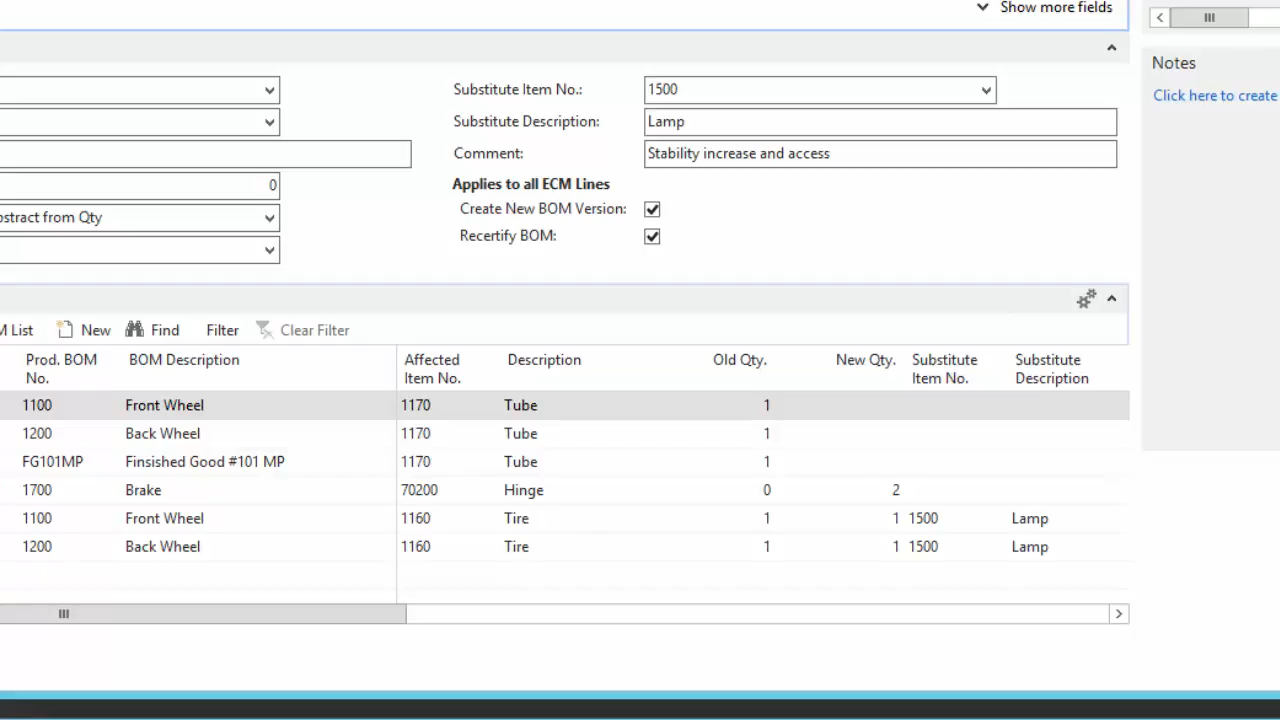 Show more fields
Notes
Click here to create
Substitute Item No.: 1500
Substitute Description: Lamp
Comment: Stability increase and access
0
Applies to all ECM Lines
Create New BOM Version:
bstract from Qty
Recertify BOM:
M List New Find Filter Clear Filter
Prod. BOM No. BOM Description Affected Item No. Description Old Qty. New Qty. Substitute Item No. Substitute Description
1100 Front Wheel 1170 Tube 1
1200 Back Wheel 1170 Tube 1
FG101MP Finsished Good #101 MP 1170 Tube 1
1700 Brake 70200 Hinge 0 2
1100 Front Wheel 1160 Tire 1 1 1500 Lamp
1200 Back Wheel 1160 Tire 1 1 1500 Lamp